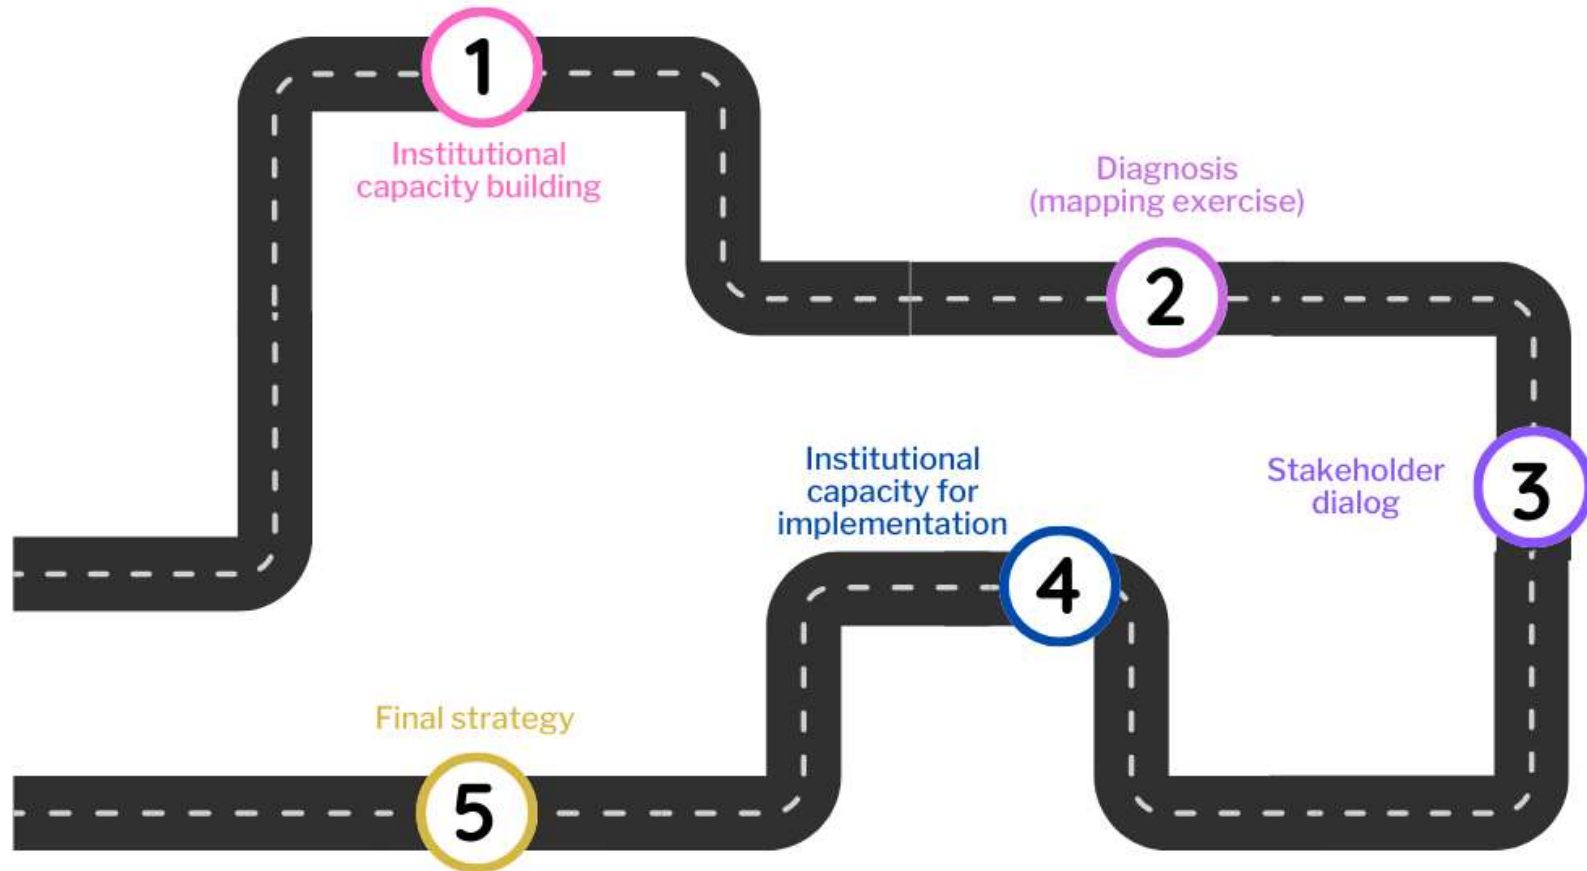 1
Institutional
capacity building
Diagnosis
(mapping exercise)
2
Stakeholder
dialog
3
Institutional
capacity for
implementation
4
Final strategy
5